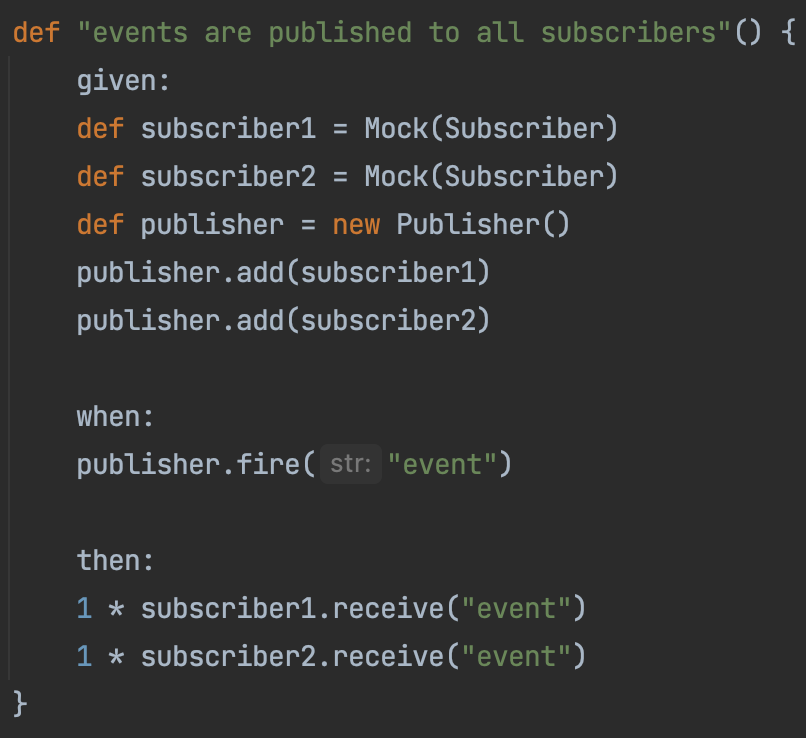 def "events are published to all subscribers"() {
    given:
    def subscriber1 = Mock(Subscriber)
    def subscriber2 = Mock(Subscriber)
    def publisher = new Publisher()
    publisher.add(subscriber1)
    publisher.add(subscriber2)

    when:
    publisher.fire( str: "event")

    then:
    1 * subscriber1.receive("event")
    1 * subscriber2.receive("event")
}